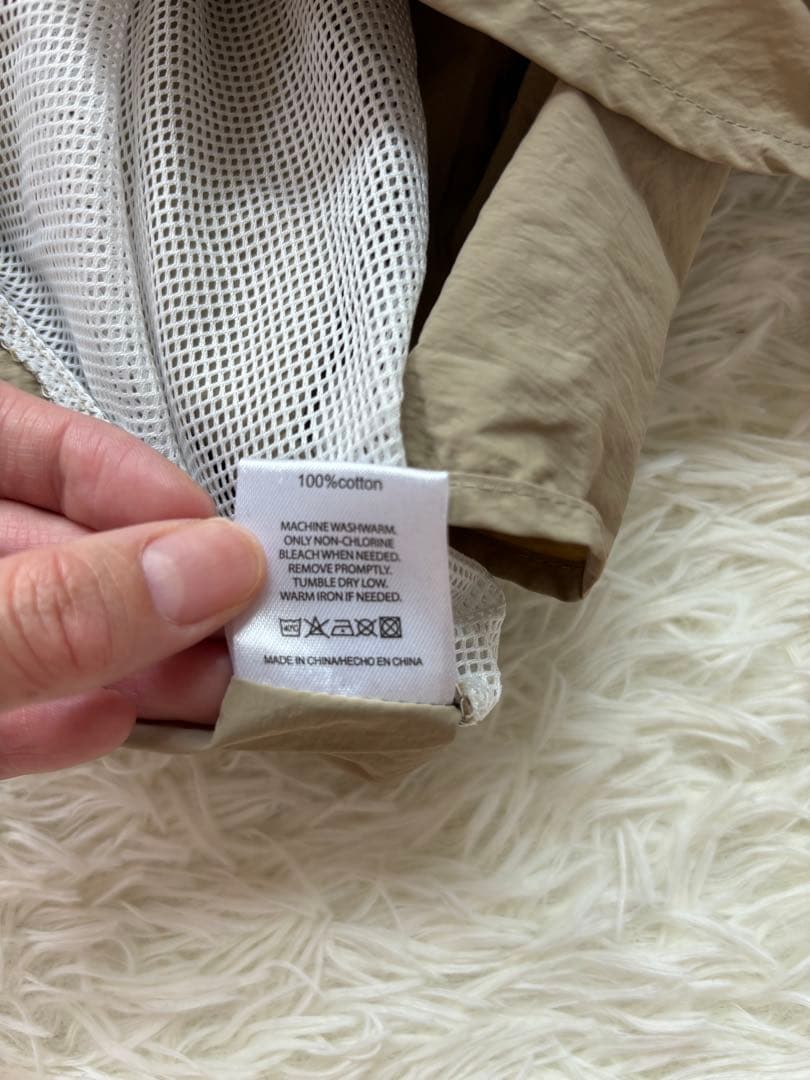 100%cotton
MACHINE WASHWARM.
ONLY NON-CHLORINE
BLEACH WHEN NEEDED.
REMOVE PROMPTLY.
TUMBLE DRY LOW.
WARM IRON IF NEEDED.
40℃
MADE IN CHINA/HECHO EN CHINA